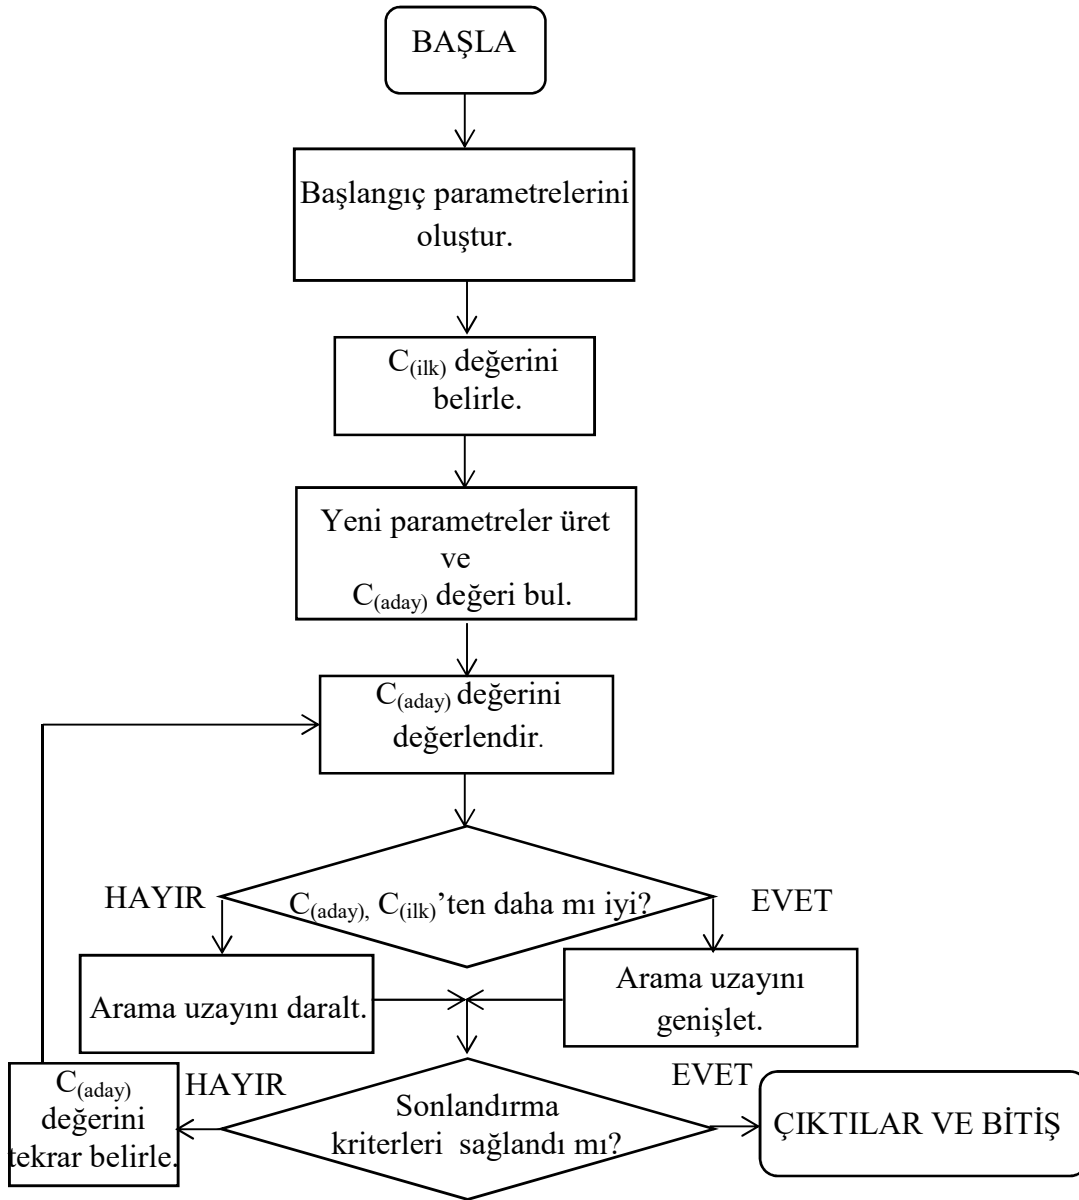 BAŞLA
Başlangıç parametrelerini
oluştur.
C(ilk) değerini
belirle.
Yeni parametreler üret
ve
C(aday) değeri bul.
C(aday) değerini
değerlendir.
HAYIR
C(aday), C(ilk)’ten daha mı iyi?
EVET
Arama uzayını daralt.
Arama uzayını
genişlet.
C(aday)
değerini
tekrar belirle.
HAYIR
Sonlandırma
kriterleri sağlandı mı?
EVET
ÇIKTILAR VE BİTİŞ